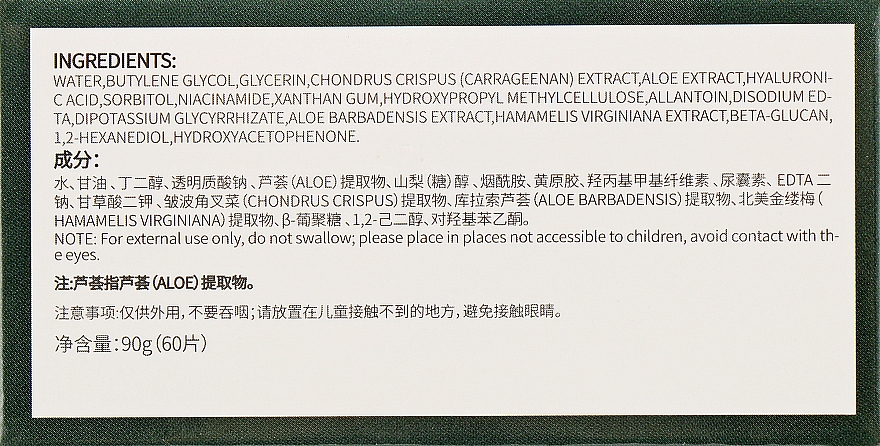 INGREDIENTS:
WATER,BUTYLENE GLYCOL,GLYCERIN,CHONDRUS CRISPUS (CARRAGEENAN) EXTRACT,ALOE EXTRACT,HYALURONI-
C ACID,SORBITOL,NIACINAMIDE,XANTHAN GUM,HYDROXYPROPYL METHYLCELLULOSE,ALLANTOIN,DISODIUM ED-
TA,DIPOTASSIUM GLYCYRRHIZATE,ALOE BARBADENSIS EXTRACT,HAMAMELIS VIRGINIANA EXTRACT,BETA-GLUCAN,
1,2-HEXANEDIOL,HYDROXYACETOPHENONE.
成分：
水、甘油、丁二醇、透明质酸钠、芦荟（ALOE）提取物、山梨（糖）醇、烟酰胺、黄原胶、羟丙基甲基纤维素、尿囊素、EDTA 二
钠、甘草酸二钾、皱波角叉菜（CHONDRUS CRISPUS）提取物、库拉索芦荟（ALOE BARBADENSIS）提取物、北美金缕梅（
HAMAMELIS VIRGINIANA）提取物、β-葡聚糖、1,2-己二醇、对羟基苯乙酮。
NOTE: For external use only, do not swallow; please place in places not accessible to children, avoid contact with th-
e eyes.
注:芦荟指芦荟（ALOE）提取物。
注意事项:仅供外用，不要吞咽；请放置在儿童接触不到的地方，避免接触眼睛。
净含量：90g（60片）